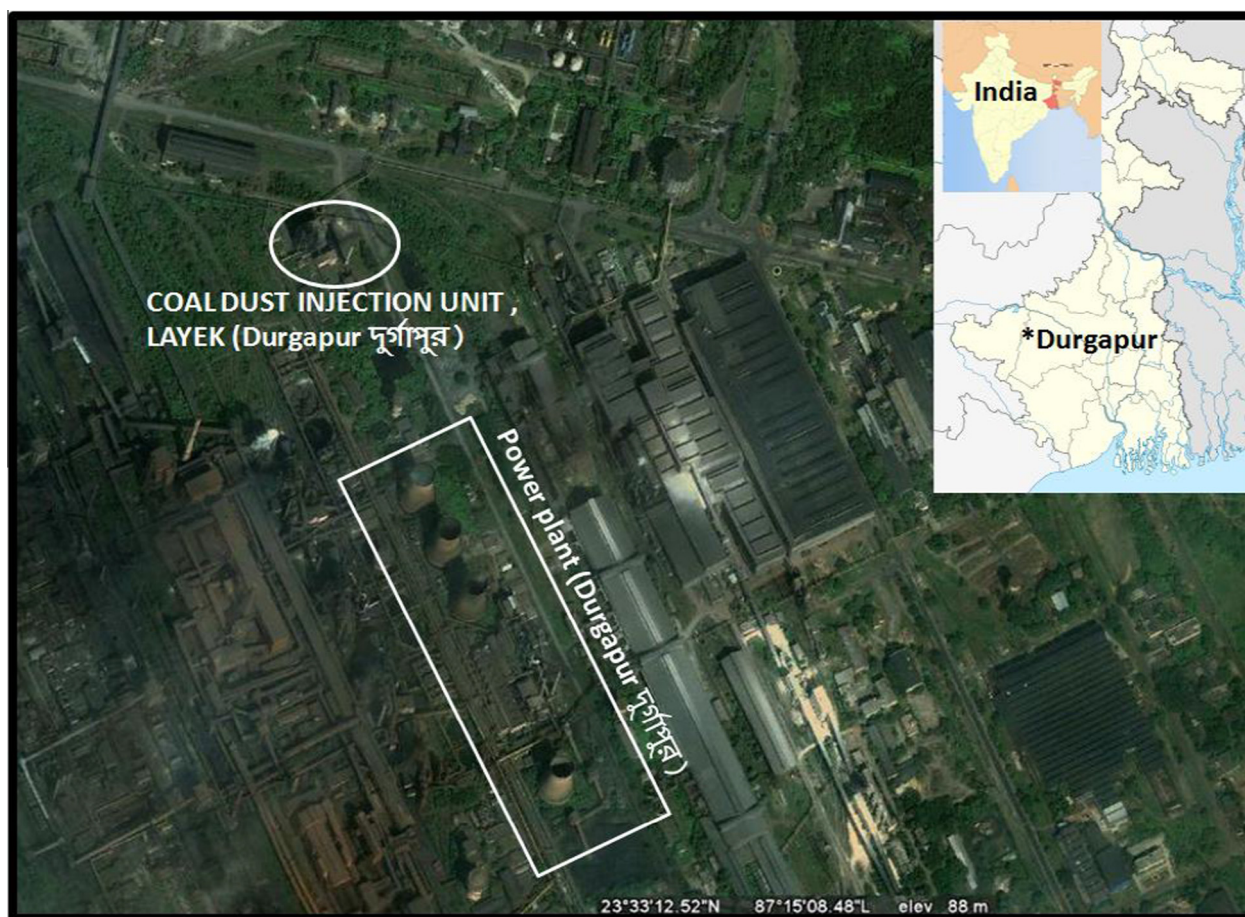 India
*Durgapur
COAL DUST INJECTION UNIT ,
LAYEK (Durgapur দুর্গাপুর )
Power plant (Durgapur দুর্গাপুর )
23°33'12.52"N 87°15'08.48"L elev 88 m